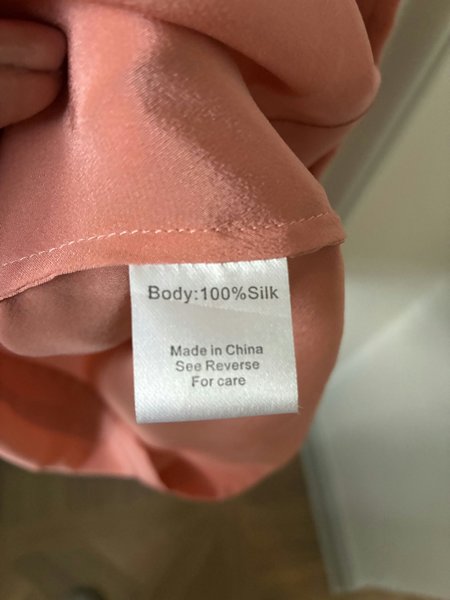 Body:100%Silk
Made in China
See Reverse
For care